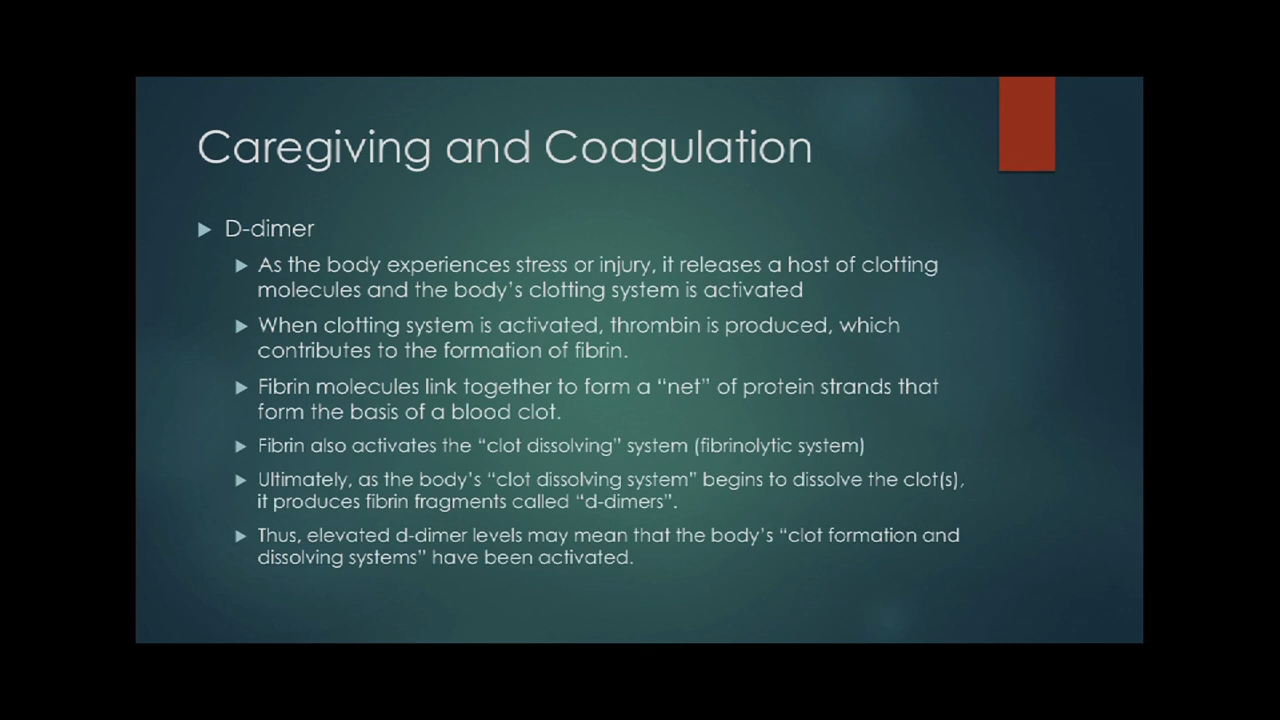 Caregiving and Coagulation
D-dimer
As the body experiences stress or injury, it releases a host of clotting
molecules and the body’s clotting system is activated
When clotting system is activated, thrombin is produced, which
contributes to the formation of fibrin.
Fibrin molecules link together to form a “net” of protein strands that
form the basis of a blood clot.
Fibrin also activates the “clot dissolving” system (fibrinolytic system)
Ultimately, as the body’s “clot dissolving system” begins to dissolve the clot(s),
it produces fibrin fragments called “d-dimers”.
Thus, elevated d-dimer levels may mean that the body’s “clot formation and
dissolving systems” have been activated.